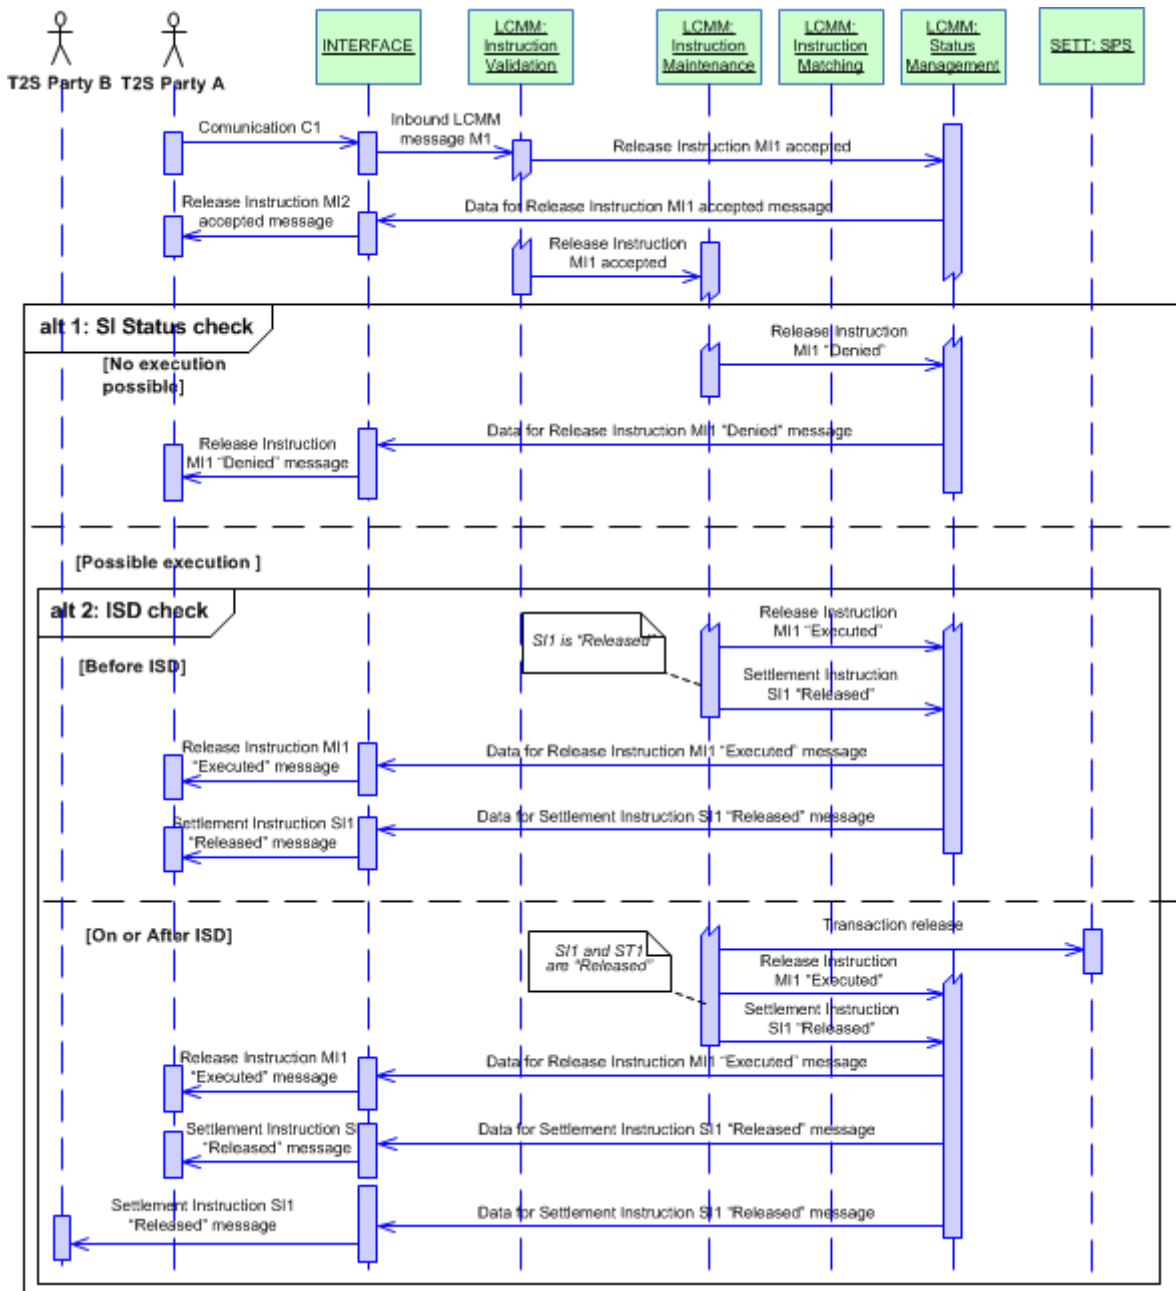 T2S Party B
T2S Party A
INTERFACE
LCMM:
Instruction
Validation
LCMM:
Instruction
Maintenance
LCMM:
Instruction
Matching
LCMM:
Status
Management
SETT: SPS
Comunication C1
Inbound LCMM
message M1
Release Instruction MI1 accepted
Release Instruction MI2
accepted message
Data for Release Instruction MI1 accepted message
Release Instruction
MI1 accepted
alt 1: SI Status check
[No execution
possible]
Release Instruction
MI1 “Denied”
Data for Release Instruction MI1 "Denied" message
Release Instruction
MI1 “Denied” message
[Possible execution ]
alt 2: ISD check
[Before ISD]
SI1 is “Released”
Release Instruction
MI1 “Executed”
Settlement Instruction
SI1 “Released”
Release Instruction MI1
“Executed” message
Data for Release Instruction MI1 “Executed” message
Settlement Instruction SI1
“Released” message
Data for Settlement Instruction SI1 “Released” message
[On or After ISD]
SI1 and ST1
are “Released”
Transaction release
Release Instruction
MI1 “Executed”
Settlement Instruction
SI1 “Released”
Release Instruction MI1
“Executed” message
Data for Release Instruction MI1 “Executed” message
Settlement Instruction S
“Released” message
Data for Settlement Instruction SI1 “Released” message
Settlement Instruction SI1
“Released” message
Data for Settlement Instruction SI1 “Released” message